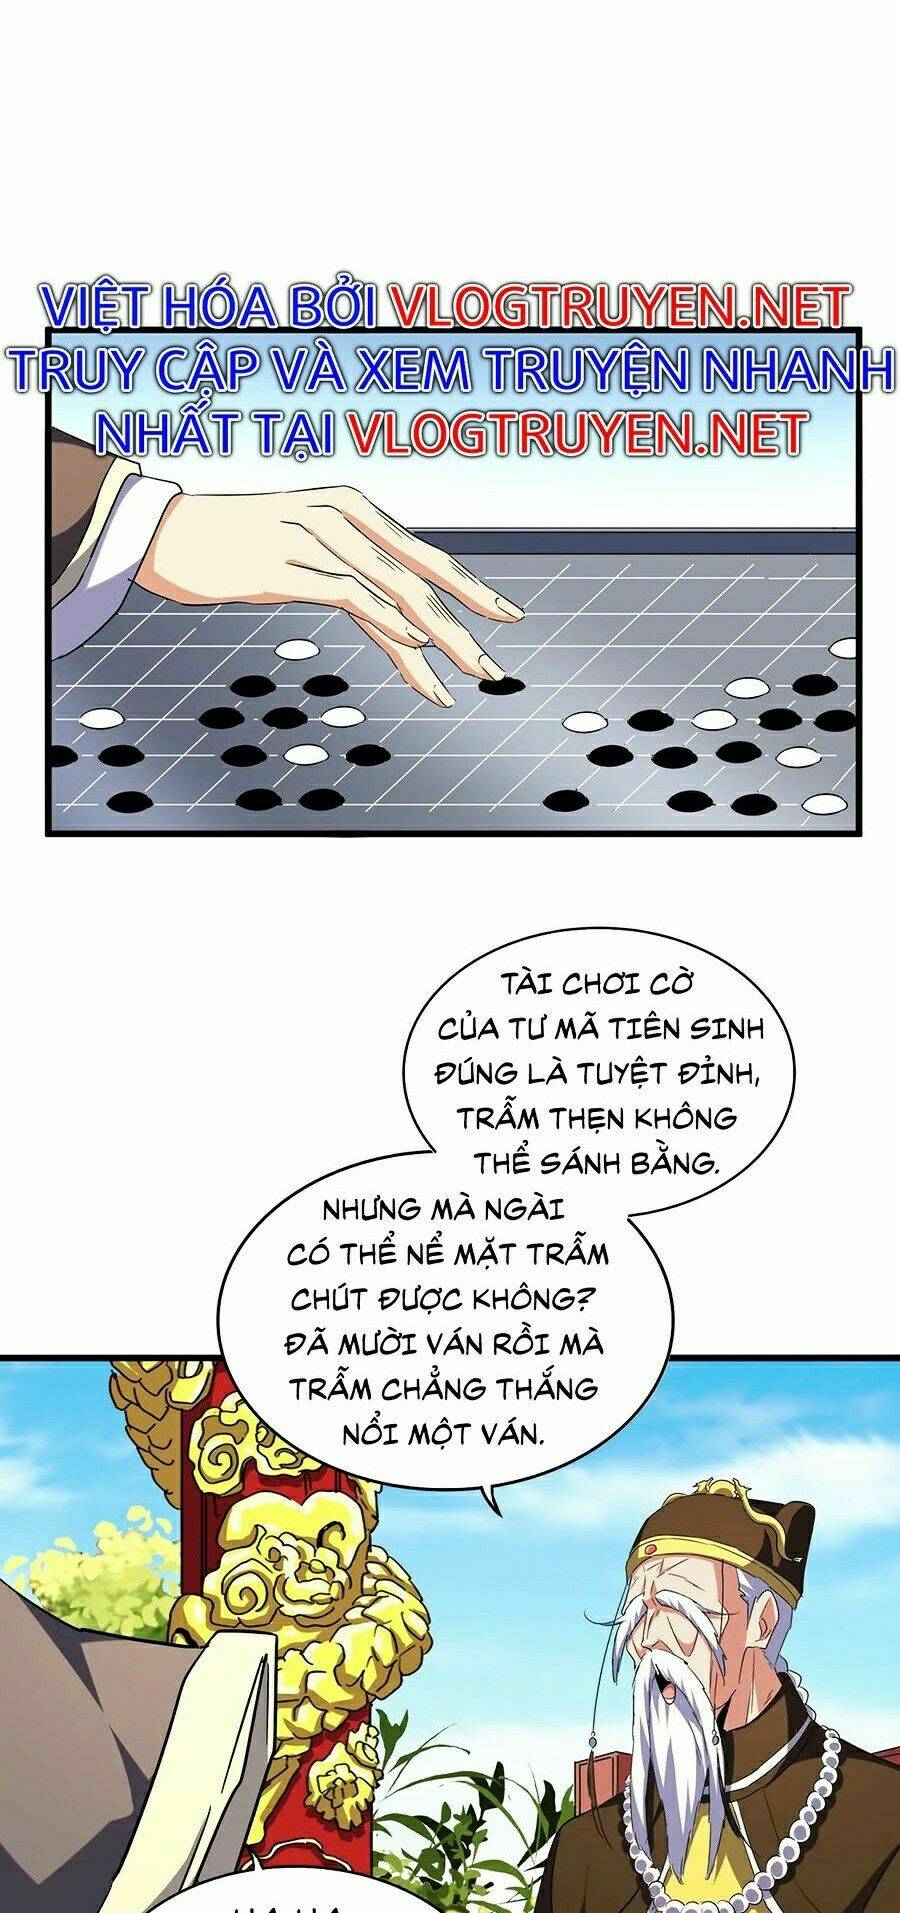 VIỆT HÓA BỞI VLOGTRUYEN.NET
TRUY CẬP VÀ XEM TRUYỆN NHANH
NHẤT TẠI VLOGTRUYEN.NET
TÀI CHƠI CỜ
CỦA TƯ MÃ TIÊN SINH
ĐÚNG LÀ TUYỆT ĐỈNH,
TRẪM THẸN KHÔNG
THỂ SÁNH BẰNG.
NHƯNG MÀ NGÀI
CÓ THỂ NỂ MẶT TRẪM
CHÚT ĐƯỢC KHÔNG?
ĐÃ MƯỜI VÁN RỒI MÀ
TRẪM CHẲNG THẮNG
NỔI MỘT VÁN.